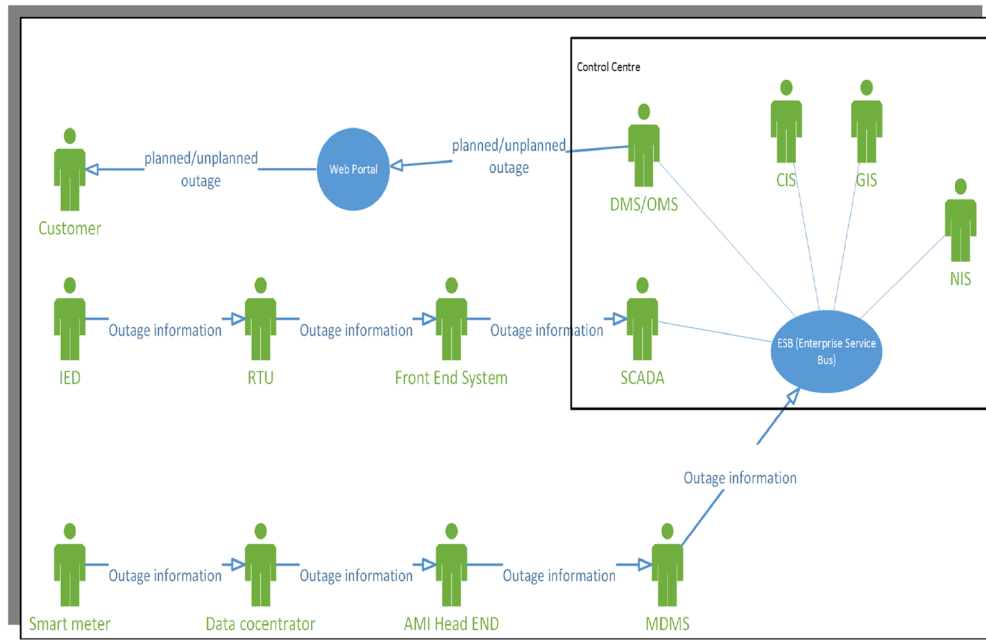 Control Centre
planned/unplanned
outage
Web Portal
planned/unplanned
outage
Customer
DMS/OMS
CIS
GIS
NIS
IED
Outage information
RTU
Outage information
Front End System
Outage information
SCADA
ESB (Enterprise Service
Bus)
Outage information
Smart meter
Outage information
Data cocentrator
Outage information
AMI Head END
Outage information
MDMS